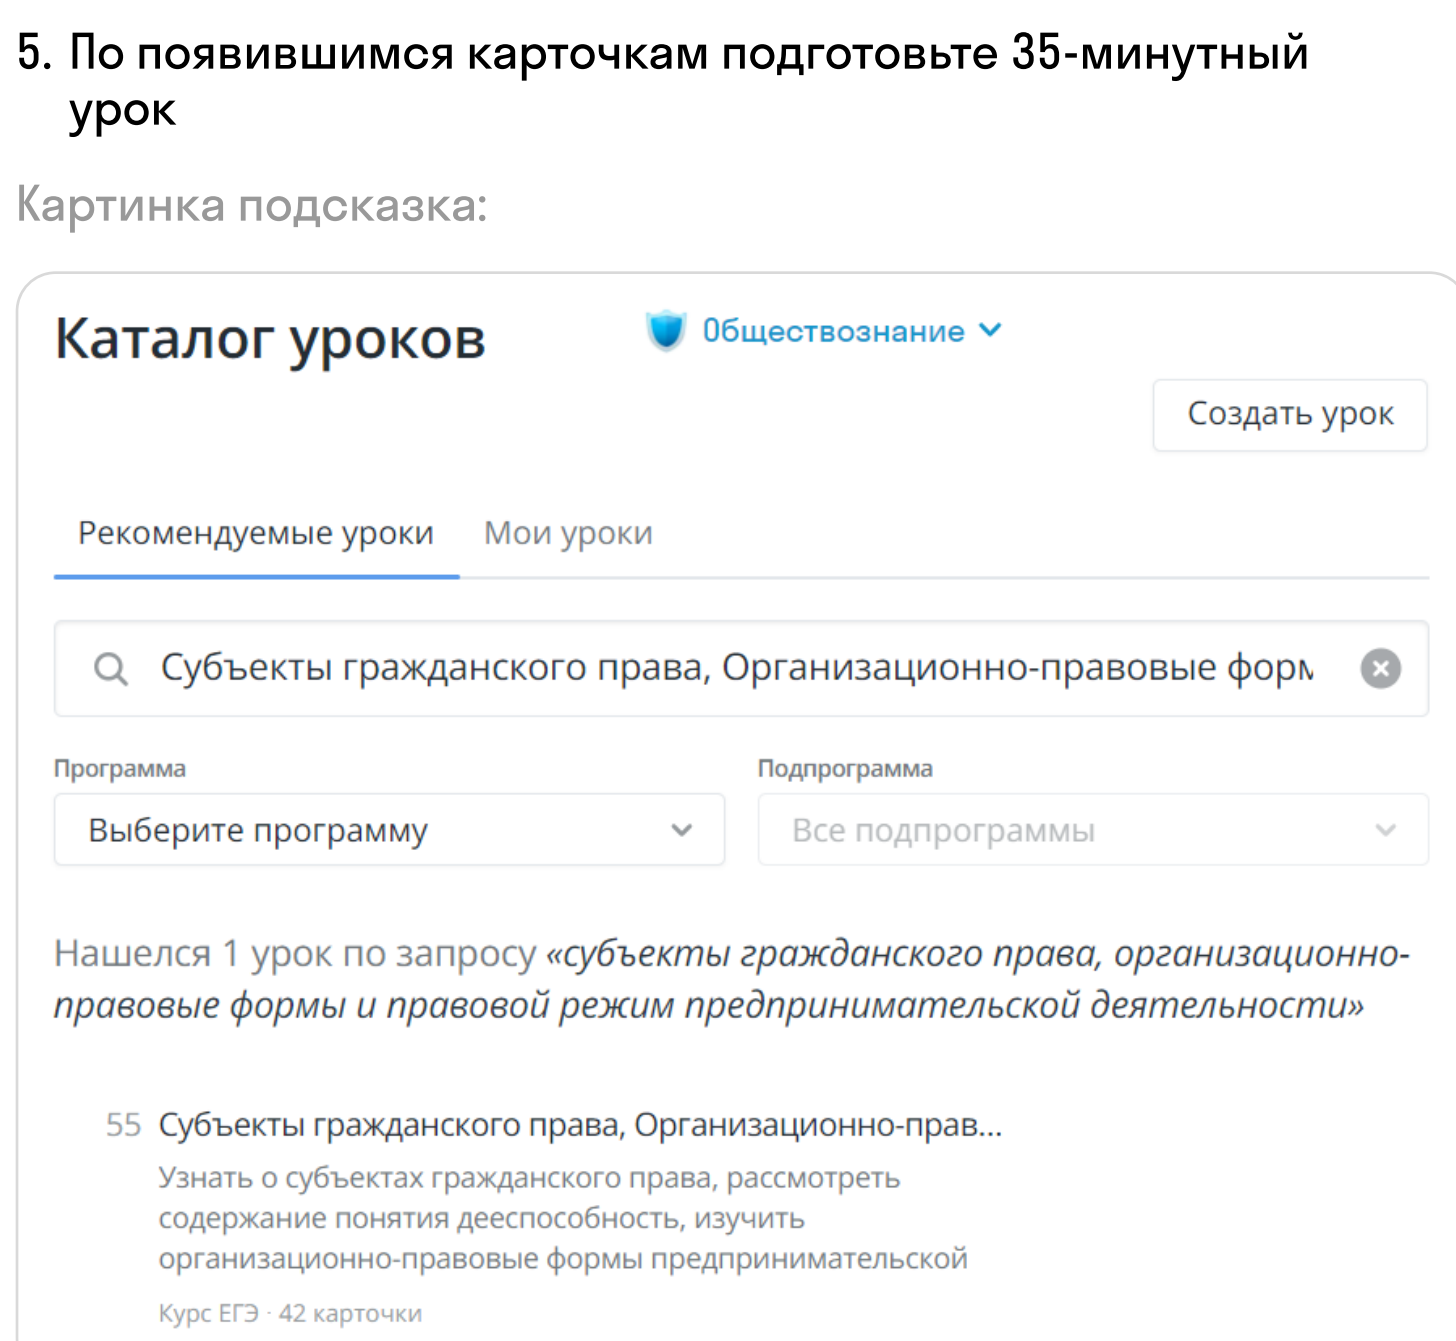 5. По появившимся карточкам подготовьте 35-минутный
урок
Картинка подсказка:
Каталог уроков
Обществознание
Создать урок
Рекомендуемые уроки
Мои уроки
Субъекты гражданского права, Организационно-правовые форм
Программа
Подпрограмма
Выберите программу
Все подпрограммы
Нашелся 1 урок по запросу «субъекты гражданского права, организационно-
правовые формы и правовой режим предпринимательской деятельности»
55 Субъекты гражданского права, Организационно-прав...
Узнать о субъектах гражданского права, рассмотреть
содержание понятия дееспособность, изучить
организационно-правовые формы предпринимательской
Курс ЕГЭ · 42 карточки